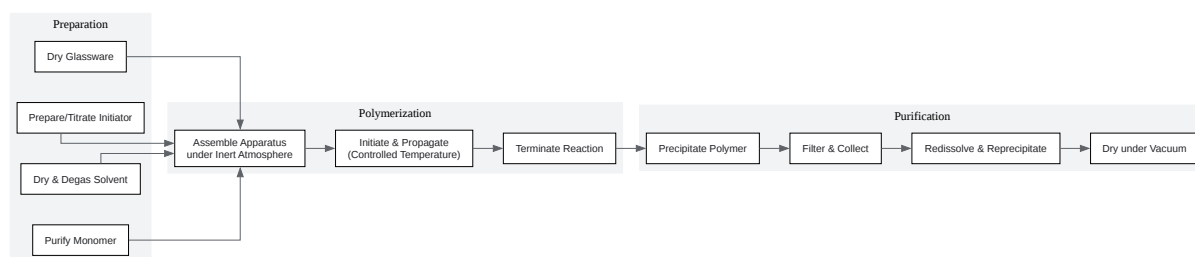 Preparation
Dry Glassware
Prepare/Titrate Initiator
Dry & Degas Solvent
Purify Monomer
Polymerization
Assemble Apparatus
under Inert Atmosphere
Initiate & Propagate
(Controlled Temperature)
Terminate Reaction
Purification
Precipitate Polymer
Filter & Collect
Redissolve & Reprecipitate
Dry under Vacuum